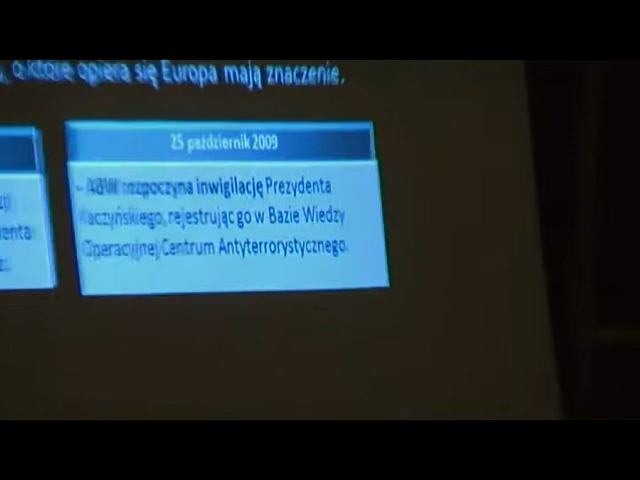 o które opiera się Europa mają znaczenie.
25 październik 2009
- ABW rozpoczyna inwigilację Prezydenta
Kaczyńskiego, rejestrując go w Bazie Wiedzy
Operacyjnej Centrum Antyterrorystycznego.